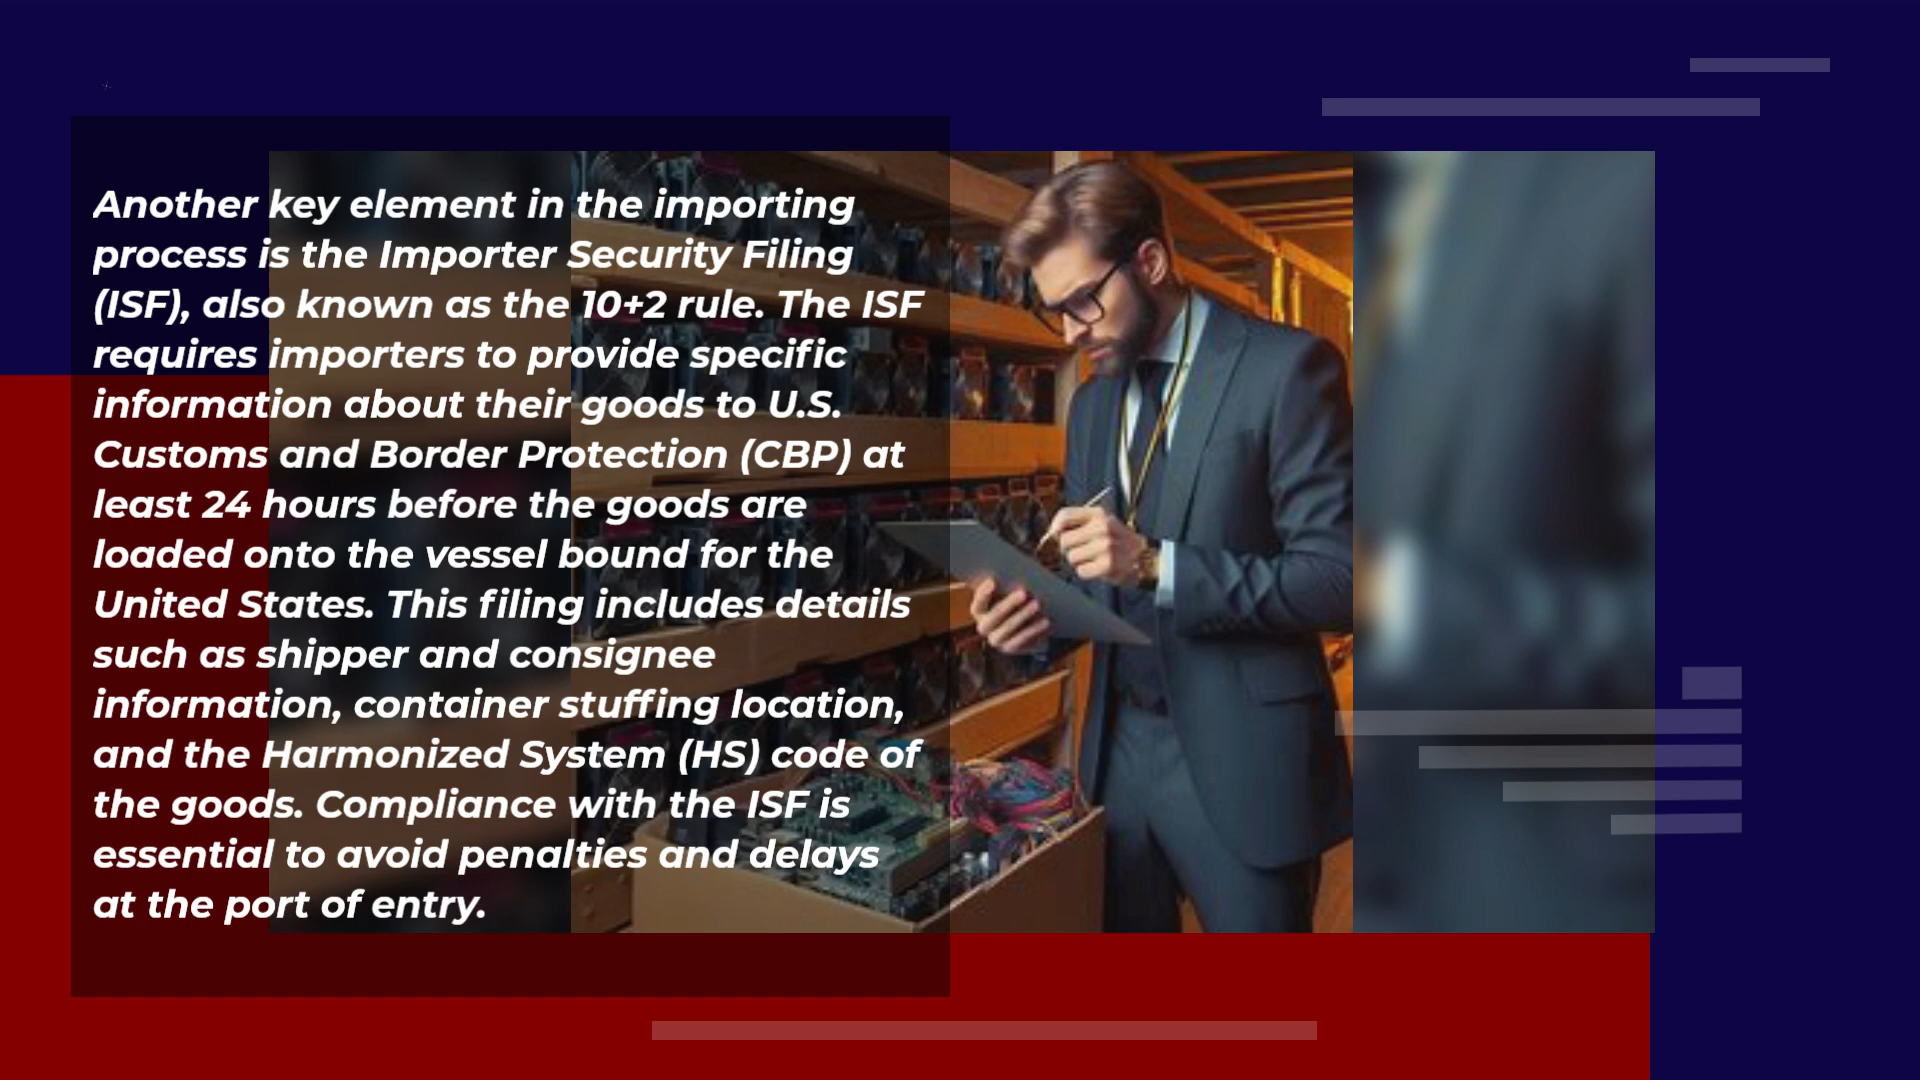 Another key element in the importing
process is the Importer Security Filing
(ISF), also known as the 10+2 rule. The ISF
requires importers to provide specific
information about their goods to U.S.
Customs and Border Protection (CBP) at
least 24 hours before the goods are
loaded onto the vessel bound for the
United States. This filing includes details
such as shipper and consignee
information, container stuffing location,
and the Harmonized System (HS) code of
the goods. Compliance with the ISF is
essential to avoid penalties and delays
at the port of entry.